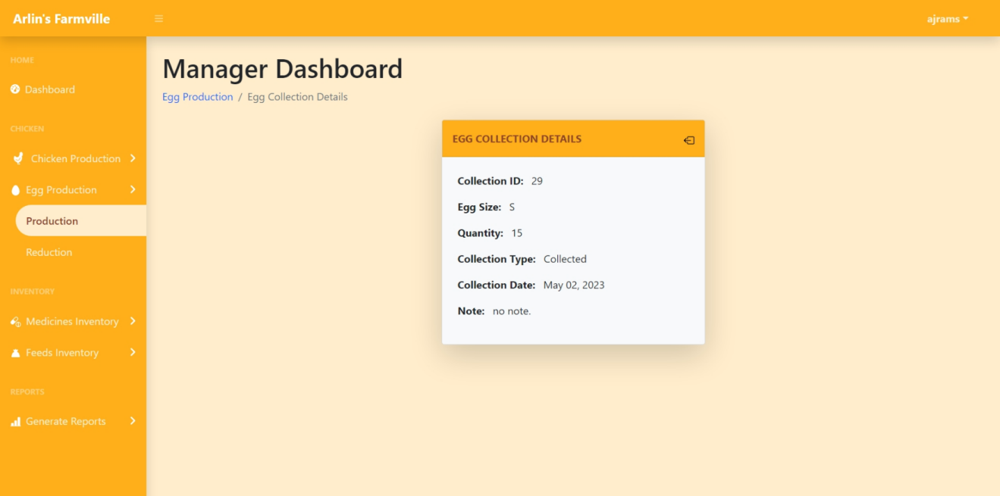 Arlin's Farmville
ajrams
HOME
Dashboard
CHICKEN
Chicken Production
Egg Production
Production
Reduction
INVENTORY
Medicines Inventory
Feeds Inventory
REPORTS
Generate Reports
Manager Dashboard
Egg Production / Egg Collection Details
EGG COLLECTION DETAILS
Collection ID: 29
Egg Size: S
Quantity: 15
Collection Type: Collected
Collection Date: May 02, 2023
Note: no note.